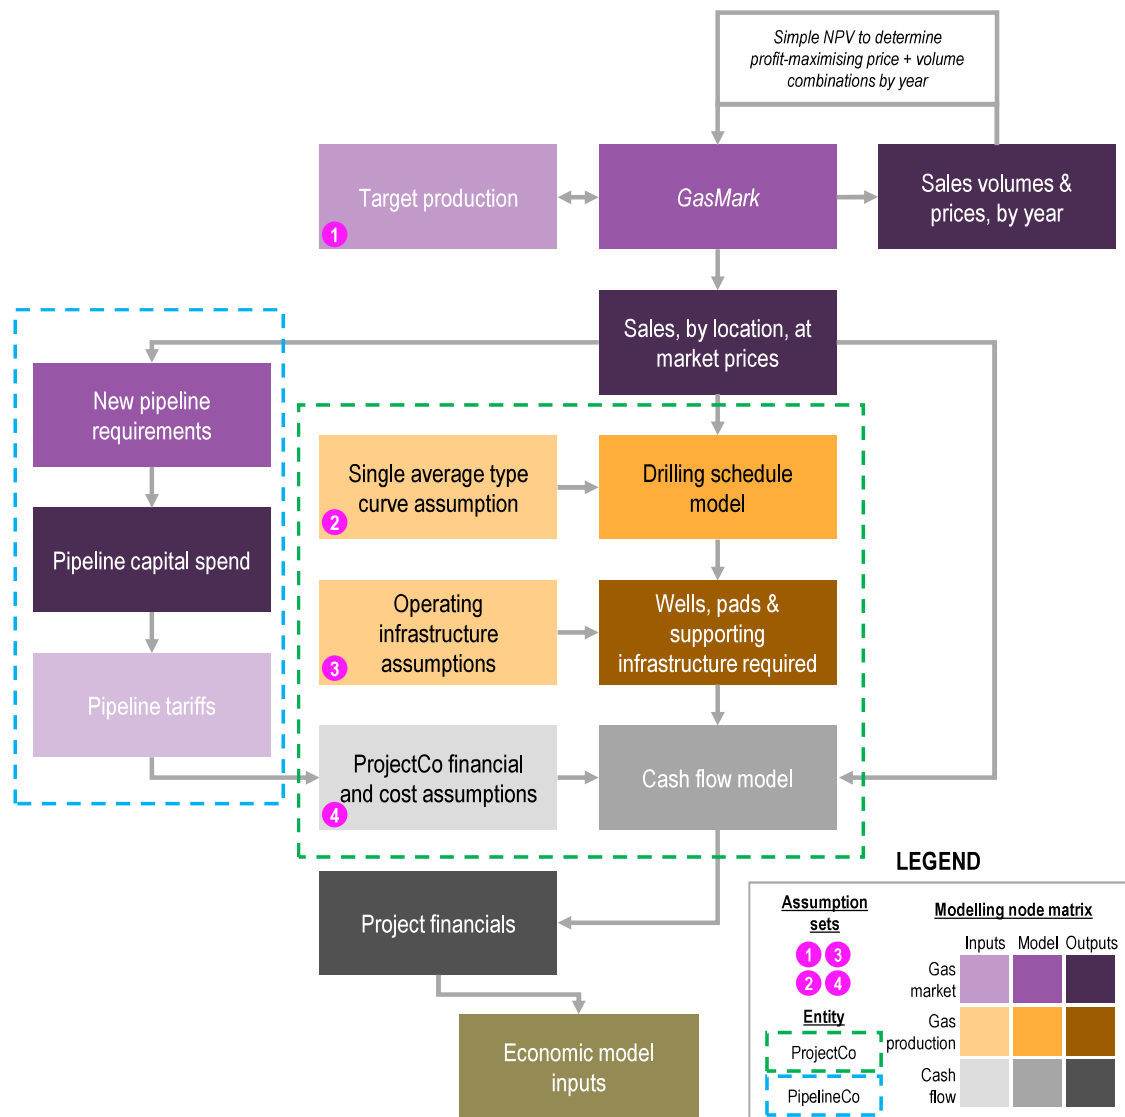 Simple NPV to determine
profit-maximising price + volume
combinations by year
Target production
1
GasMark
Sales volumes &
prices, by year
Sales, by location, at
market prices
New pipeline
requirements
Single average type
curve assumption
2
Drilling schedule
model
Pipeline capital spend
Operating
infrastructure
assumptions
3
Wells, pads &
supporting
infrastructure required
Pipeline tariffs
ProjectCo financial
and cost assumptions
4
Cash flow model
Project financials
Economic model
inputs
LEGEND
Assumption
sets
1 3
2 4
Entity
ProjectCo
PipelineCo
Modelling node matrix
Inputs Model Outputs
Gas
market
Gas
production
Cash
flow